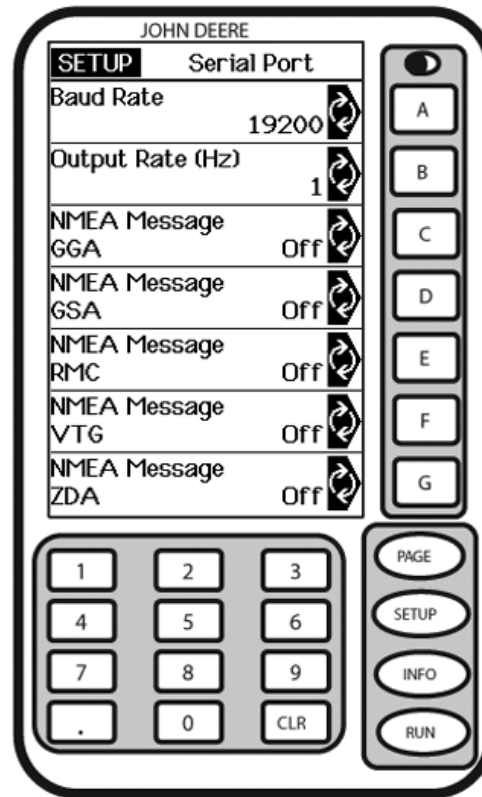 JOHN DEERE
SETUP Serial Port
Baud Rate
19200
Output Rate (Hz)
1
NMEA Message
GGA Off
NMEA Message
GSA Off
NMEA Message
RMC Off
NMEA Message
VTG Off
NMEA Message
ZDA Off
A
B
C
D
E
F
G
1 2 3
4 5 6
7 8 9
. 0 CLR
PAGE
SETUP
INFO
RUN